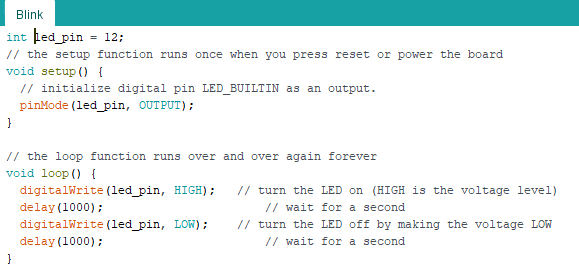 Blink
int led_pin = 12;
// the setup function runs once when you press reset or power the board
void setup() {
  // initialize digital pin LED_BUILTIN as an output.
  pinMode(led_pin, OUTPUT);
}

// the loop function runs over and over again forever
void loop() {
  digitalWrite(led_pin, HIGH);   // turn the LED on (HIGH is the voltage level)
  delay(1000);                       // wait for a second
  digitalWrite(led_pin, LOW);    // turn the LED off by making the voltage LOW
  delay(1000);                       // wait for a second
}